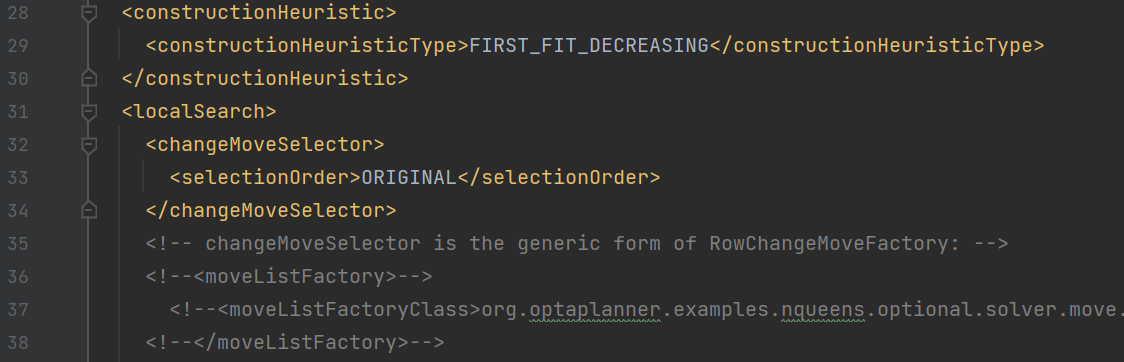 28 <constructionHeuristic>
29 <constructionHeuristicType>FIRST_FIT_DECREASING</constructionHeuristicType>
30 </constructionHeuristic>
31 <localSearch>
32 <changeMoveSelector>
33 <selectionOrder>ORIGINAL</selectionOrder>
34 </changeMoveSelector>
35 <!-- changeMoveSelector is the generic form of RowChangeMoveFactory: -->
36 <!--<moveListFactory>-->
37 <!--<moveListFactoryClass>org.optaplanner.examples.nqueens.optional.solver.move.
38 <!--</moveListFactory>-->